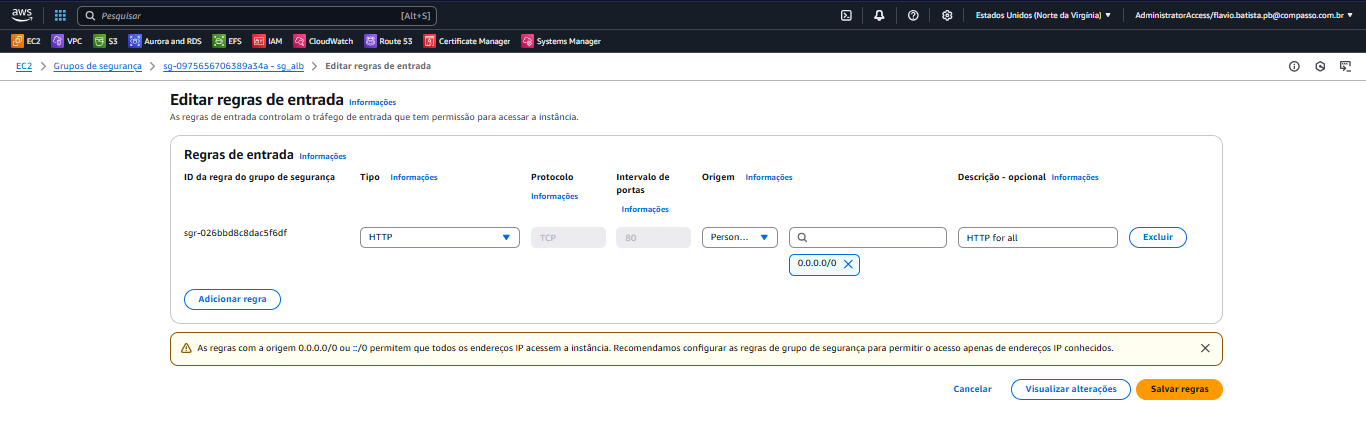 aws Pesquisar [Alt+S] Estados Unidos (Norte da Virgínia) AdministratorAccess/flavio.batista.pb@compasso.com.br
EC2 VPC S3 Aurora and RDS EFS IAM CloudWatch Route 53 Certificate Manager Systems Manager
EC2 > Grupos de segurança > sg-0975656706389a34a - sg_alb > Editar regras de entrada
Editar regras de entrada Informações
As regras de entrada controlam o tráfego de entrada que tem permissão para acessar a instância.
Regras de entrada Informações
ID da regra do grupo de segurança Tipo Informações Protocolo Informações Intervalo de portas Informações Origem Informações Descrição - opcional Informações
sgr-026bbd8c8dac5f6df HTTP TCP 80 Person... HTTP for all Excluir
0.0.0.0/0
Adicionar regra
As regras com a origem 0.0.0.0/0 ou ::/0 permitem que todos os endereços IP acessem a instância. Recomendamos configurar as regras de grupo de segurança para permitir o acesso apenas de endereços IP conhecidos.
Cancelar Visualizar alterações Salvar regras